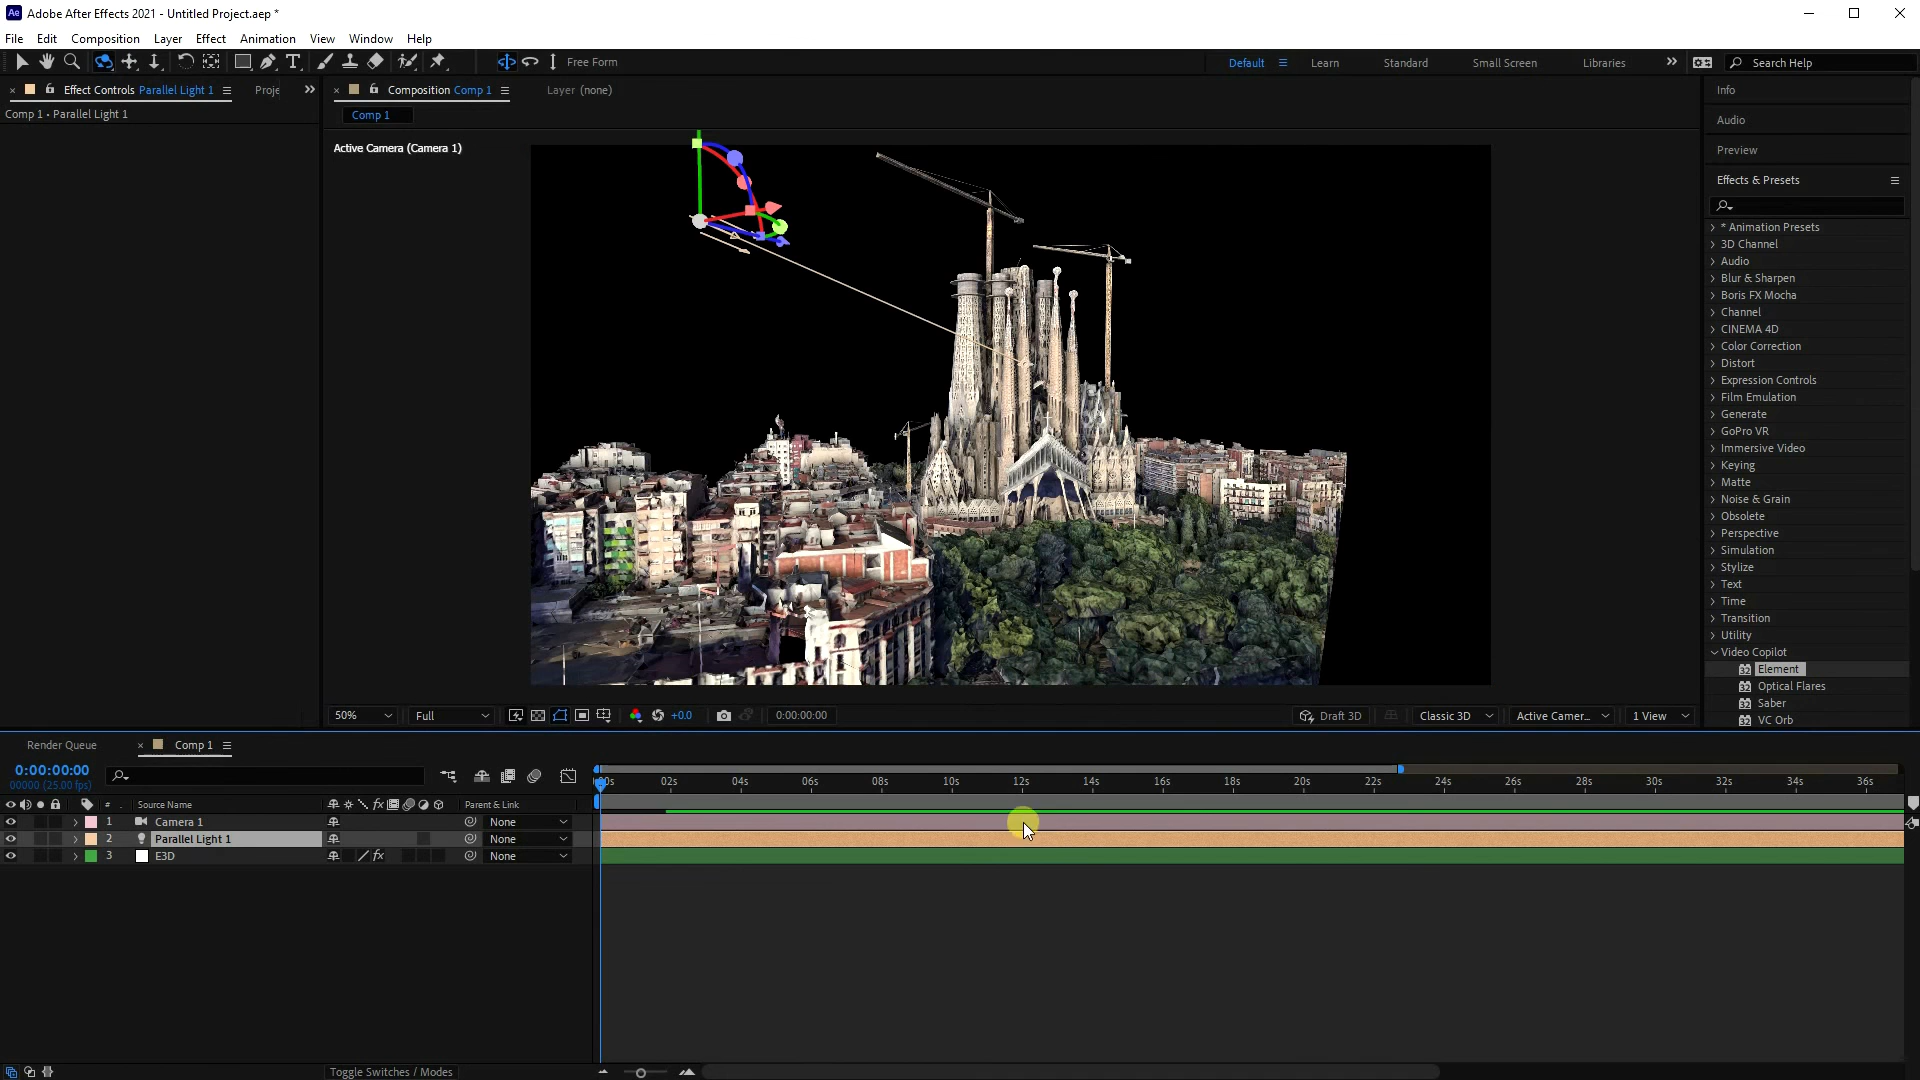 Ae Adobe After Effects 2021 - Untitled Project.aep *
File Edit Composition Layer Effect Animation View Window Help
Free Form Default Learn Standard Small Screen Libraries Search Help
Effect Controls Parallel Light 1 Proje
Comp 1 • Parallel Light 1
Composition Comp 1 Layer (none)
Comp 1
Active Camera (Camera 1)
50% Full +0.0 0:00:00:00 Draft 3D Classic 3D Active Camer... 1 View
Info
Audio
Preview
Effects & Presets
* Animation Presets
3D Channel
Audio
Blur & Sharpen
Boris FX Mocha
Channel
CINEMA 4D
Color Correction
Distort
Expression Controls
Film Emulation
Generate
GoPro VR
Immersive Video
Keying
Matte
Noise & Grain
Obsolete
Perspective
Simulation
Stylize
Text
Time
Transition
Utility
Video Copilot
32 Element
32 Optical Flares
32 Saber
32 VC Orb
Render Queue Comp 1
0:00:00:00
00000 (25.00 fps)
:00s 02s 04s 06s 08s 10s 12s 14s 16s 18s 20s 22s 24s 26s 28s 30s 32s 34s 36s
# Source Name fx Parent & Link
1 Camera 1 None
2 Parallel Light 1 None
3 E3D fx None
Toggle Switches / Modes